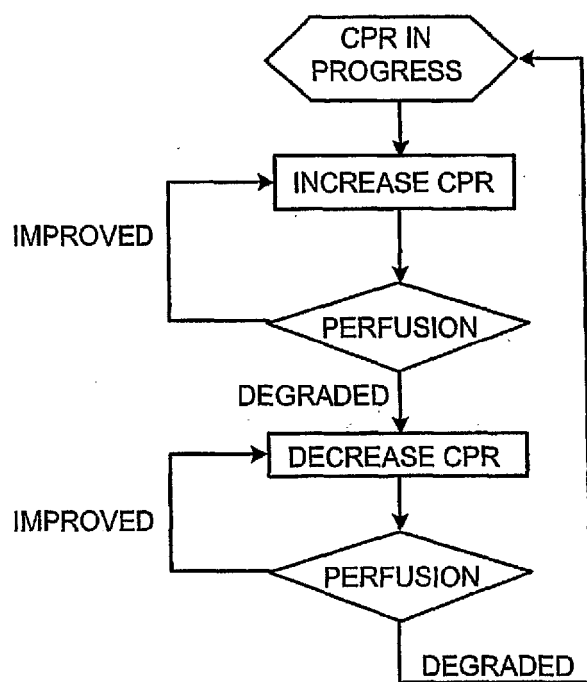 CPR IN
PROGRESS
INCREASE CPR
IMPROVED
PERFUSION
DEGRADED
DECREASE CPR
IMPROVED
PERFUSION
DEGRADED